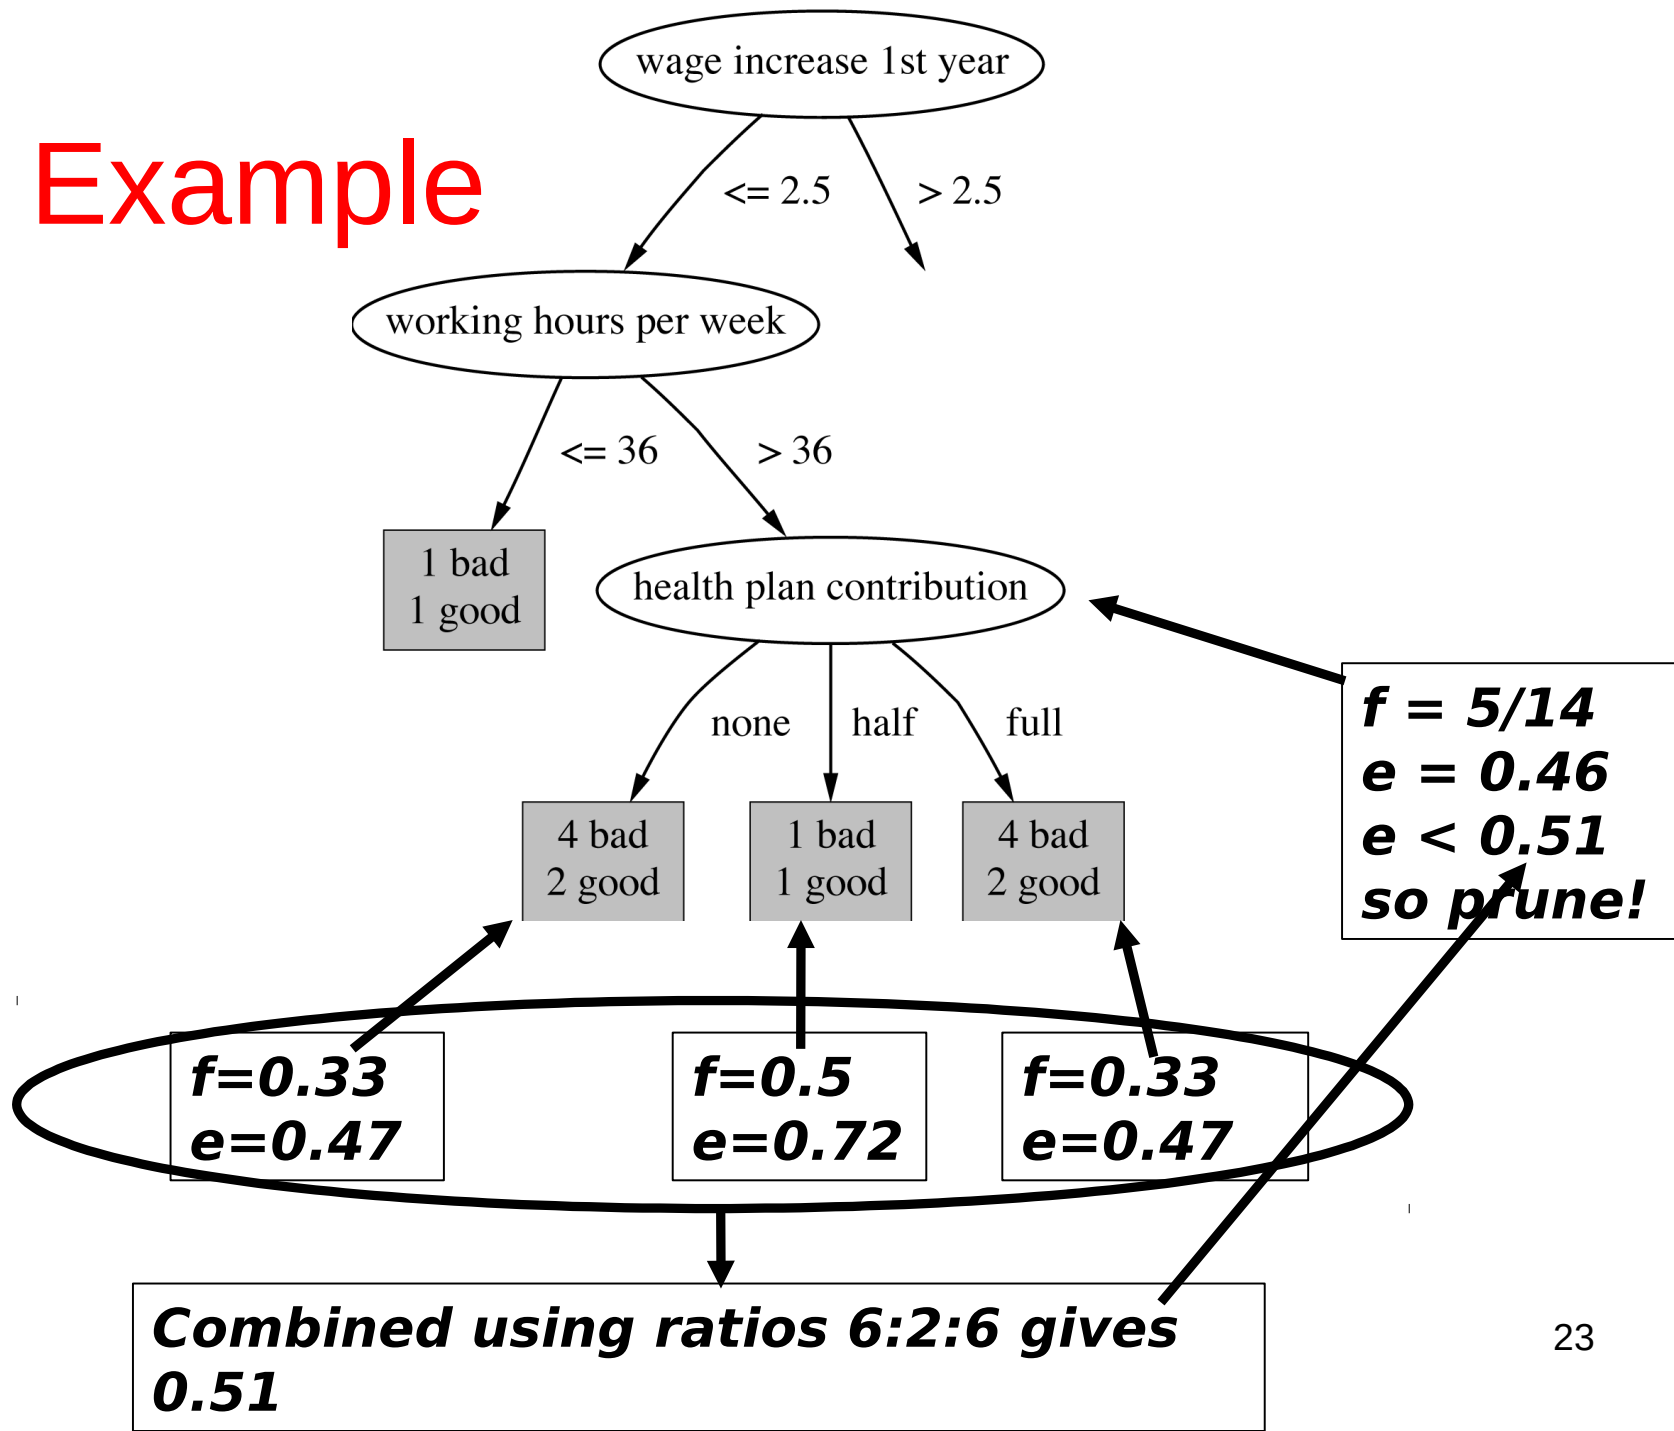 wage increase 1st year
Example
<= 2.5
> 2.5
working hours per week
<= 36
> 36
1 bad
1 good
health plan contribution
none
half
full
4 bad
2 good
1 bad
1 good
4 bad
2 good
f = 5/14
e = 0.46
e < 0.51
so prune!
f=0.33
e=0.47
f=0.5
e=0.72
f=0.33
e=0.47
Combined using ratios 6:2:6 gives
0.51
23